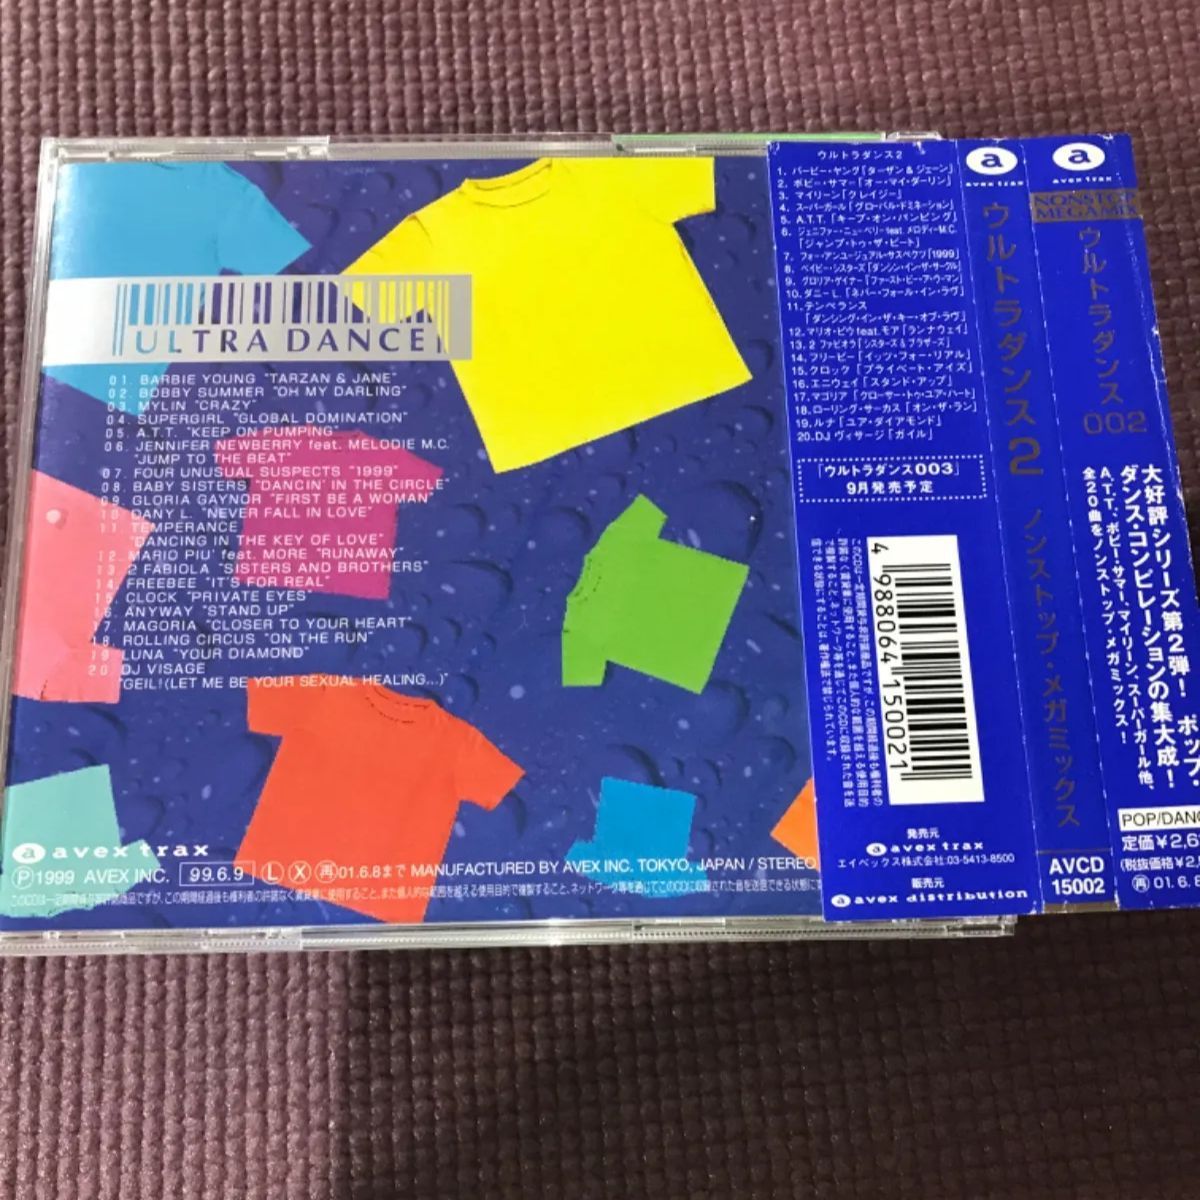 ULTRA DANCE
01. BARBIE YOUNG "TARZAN & JANE"
02. BOBBY SUMMER "OH MY DARLING"
03. MYLIN "CRAZY"
04. SUPERGIRL "GLOBAL DOMINATION"
05. A.T.T. "KEEP ON PUMPING"
06. JENNIFER NEWBERRY feat. MELODIE M.C.
"JUMP TO THE BEAT"
07. FOUR UNUSUAL SUSPECTS "1999"
08. BABY SISTERS "DANCIN' IN THE CIRCLE"
09. GLORIA GAYNOR "FIRST BE A WOMAN"
10. DANY L. "NEVER FALL IN LOVE"
11. TEMPERANCE
"DANCING IN THE KEY OF LOVE"
12. MARIO PIU' feat. MORE "RUNAWAY"
13. 2 FABIOLA "SISTERS AND BROTHERS"
14. FREEBEE "IT'S FOR REAL"
15. CLOCK "PRIVATE EYES"
16. ANYWAY "STAND UP"
17. MAGORIA "CLOSER TO YOUR HEART"
18. ROLLING CIRCUS "ON THE RUN"
19. LUNA "YOUR DIAMOND"
20. DJ VISAGE
"GEIL!(LET ME BE YOUR SEXUAL HEALING...)"
a avex trax
Ⓟ1999 AVEX INC. 99.6.9 Ⓛ Ⓧ ㊢01.6.8まで MANUFACTURED BY AVEX INC. TOKYO, JAPAN / STEREO
ウルトラダンス2
1. バービー・ヤング「ターザン&ジェーン」
2. ボビー・サマー「オー・マイ・ダーリン」
3. マイリーン「クレイジー」
4. スーパーガール「グローバル・ドミネーション」
5. A.T.T.「キープ・オン・パンピング」
6. ジェニファー・ニューベリー feat. メロディー M.C.
「ジャンプ・トゥ・ザ・ビート」
7. フォー・アンユージュアル・サスペクツ「1999」
8. ベイビー・シスターズ「ダンシン・イン・ザ・サークル」
9. グロリア・ゲイナー「ファースト・ビー・ア・ウーマン」
10. ダニーL.「ネバー・フォール・イン・ラヴ」
11. テンペランス
「ダンシング・イン・ザ・キー・オブ・ラヴ」
12. マリオ・ピウ feat. モア「ランナウェイ」
13. 2 ファビオラ「シスターズ&ブラザーズ」
14. フリービー「イッツ・フォー・リアル」
15. クロック「プライベート・アイズ」
16. エニウェイ「スタンド・アップ」
17. マゴリア「クローサー・トゥ・ユア・ハート」
18. ローリング・サーカス「オン・ザ・ラン」
19. ルナ「ユア・ダイアモンド」
20. DJ ヴィサージ「ガイル」
「ウルトラダンス003」
9月発売予定
4 988064 150021
発売元
a avex trax
エイベックス株式会社:03-5413-8500
販売元
a avex distribution
a
avex trax
ウルトラダンス2 ノンストップ・メガミックス
AVCD
15002
a
avex trax
NONSTOP
MEGAMIX
ウルトラダンス
002
大好評シリーズ第2弾! ポップ・
ダンス・コンピレーションの集大成!
A.T.T.、ボビー・サマー、マイリーン、スーパーガール他、
全20曲をノンストップ・メガミックス!
POP/DANC
定価¥2,6
(税抜価格¥2,
01.6.8